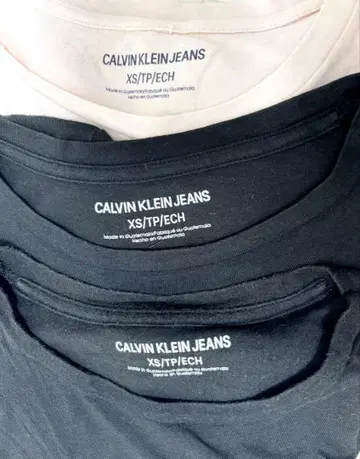 CALVIN KLEIN JEANS
XS/TP/ECH
Made in Guatemala/Fabriqué au Guatemala
Hecho en Guatemala
CALVIN KLEIN JEANS
XS/TP/ECH
Made in Guatemala/Fabriqué au Guatemala
Hecho en Guatemala
CALVIN KLEIN JEANS
XS/TP/ECH
Made in Guatemala/Fabriqué au Guatemala
Hecho en Guatemala